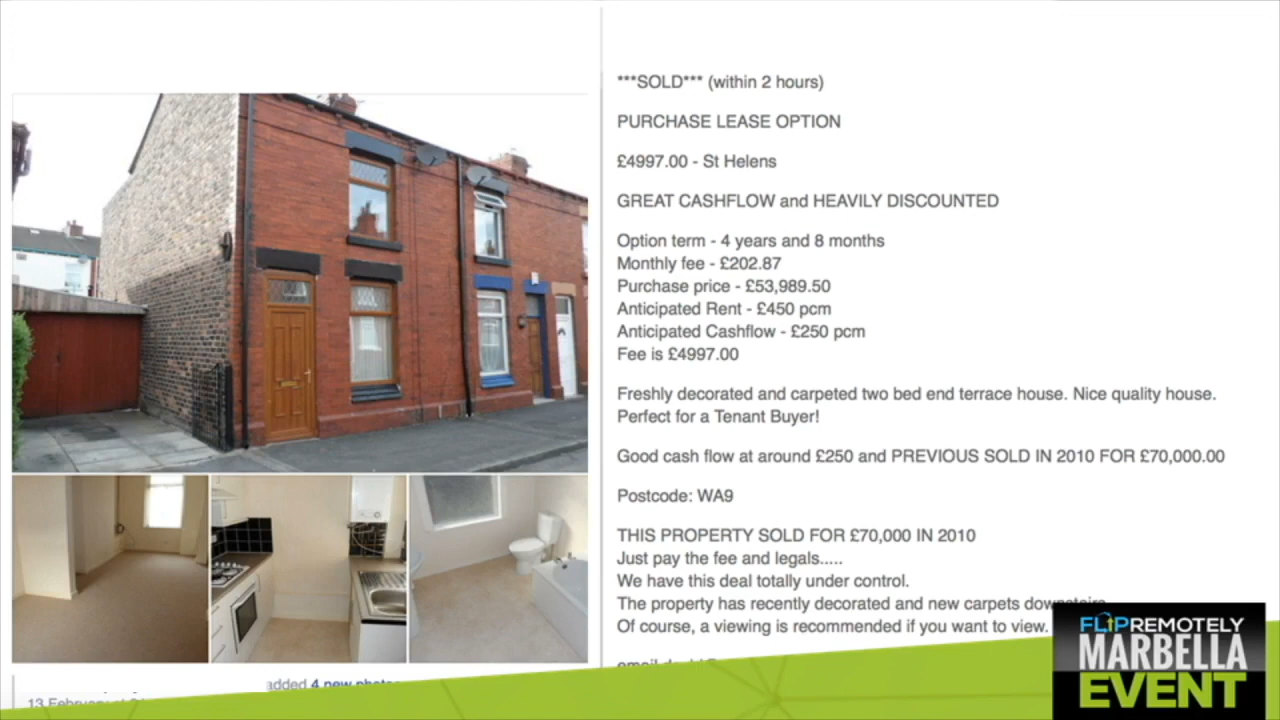 ***SOLD*** (within 2 hours)
PURCHASE LEASE OPTION
£4997.00 - St Helens
GREAT CASHFLOW and HEAVILY DISCOUNTED
Option term - 4 years and 8 months
Monthly fee - £202.87
Purchase price - £53,989.50
Anticipated Rent - £450 pcm
Anticipated Cashflow - £250 pcm
Fee is £4997.00
Freshly decorated and carpeted two bed end terrace house. Nice quality house.
Perfect for a Tenant Buyer!
Good cash flow at around £250 and PREVIOUS SOLD IN 2010 FOR £70,000.00
Postcode: WA9
THIS PROPERTY SOLD FOR £70,000 IN 2010
Just pay the fee and legals.....
We have this deal totally under control.
The property has recently decorated and new carpets downstairs
Of course, a viewing is recommended if you want to view.
added 4 new photos
13 February
FLIPREMOTELY
MARBELLA
EVENT